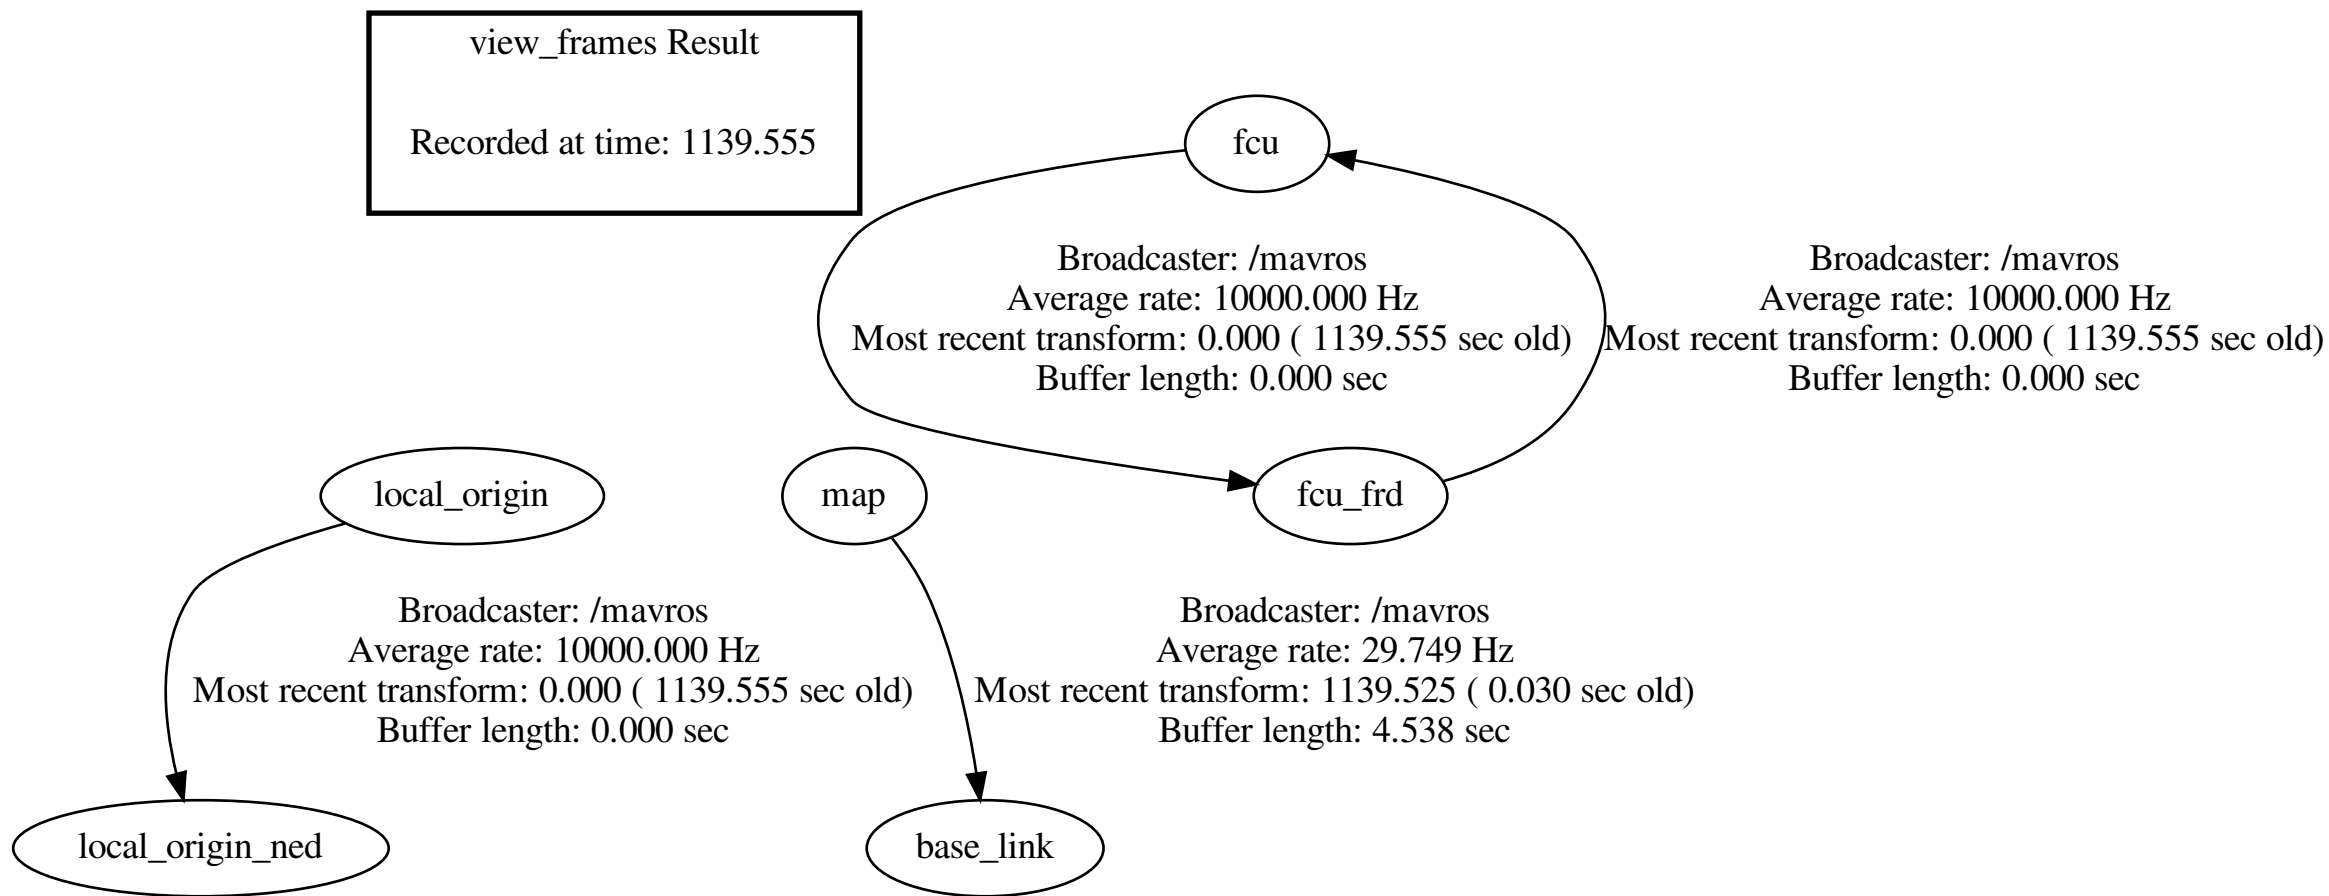 view_frames Result
Recorded at time: 1139.555
fcu
Broadcaster: /mavros
Average rate: 10000.000 Hz
Most recent transform: 0.000 ( 1139.555 sec old)
Buffer length: 0.000 sec
Broadcaster: /mavros
Average rate: 10000.000 Hz
Most recent transform: 0.000 ( 1139.555 sec old)
Buffer length: 0.000 sec
local_origin
map
fcu_frd
Broadcaster: /mavros
Average rate: 10000.000 Hz
Most recent transform: 0.000 ( 1139.555 sec old)
Buffer length: 0.000 sec
Broadcaster: /mavros
Average rate: 29.749 Hz
Most recent transform: 1139.525 ( 0.030 sec old)
Buffer length: 4.538 sec
local_origin_ned
base_link